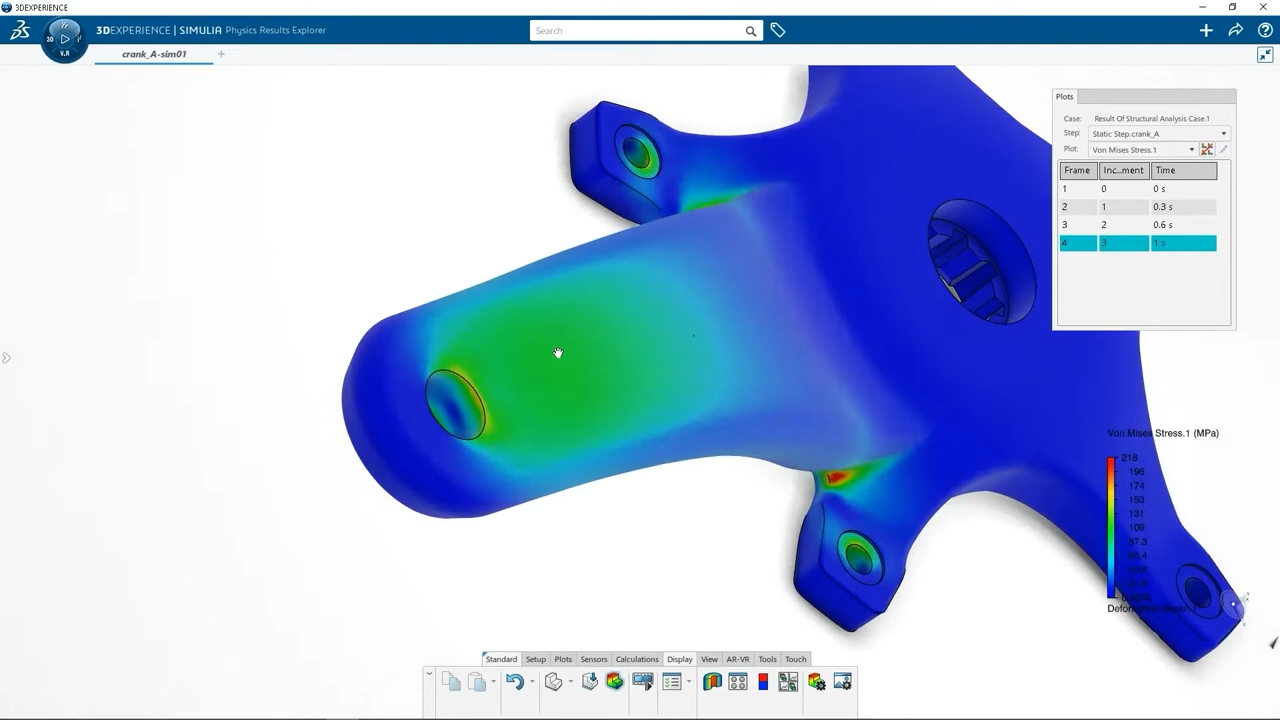 3DEXPERIENCE
3DEXPERIENCE | SIMULIA Physics Results Explorer
Search
3D
V.R
crank_A-sim01
Plots
Case: Result Of Structural Analysis Case.1
Step: Static Step.crank_A
Plot: Von Mises Stress.1
Frame Inc...ment Time
1 0 0 s
2 1 0.3 s
3 2 0.6 s
4 3 1 s
Von Mises Stress.1 (MPa)
218
196
174
153
131
109
87.3
Standard Setup Plots Sensors Calculations Display View AR-VR Tools Touch